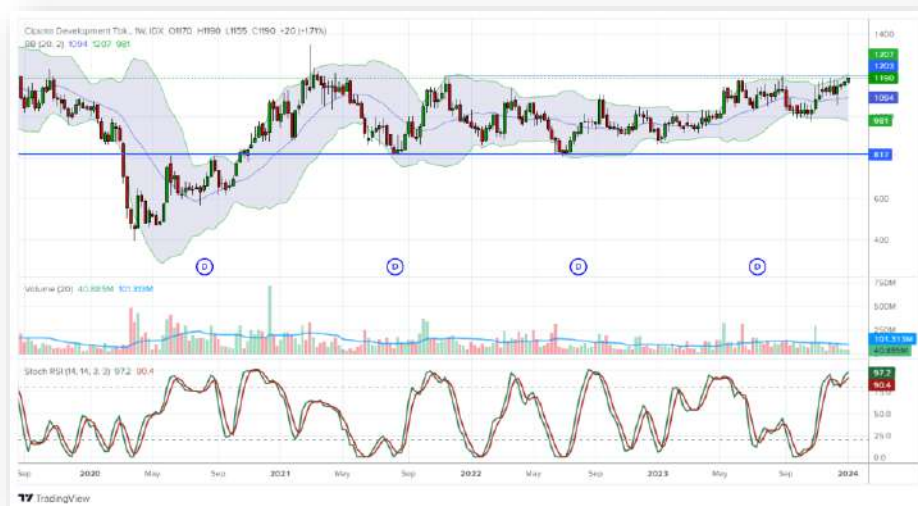 Ciputra Development Tbk., 1W, IDX O1170 H1190 L1155 C1190 +20 (+1.71%)
BB (20, 2) 1094 1207 981
1400
1207
1203
1190
1094
981
817
600
400
D D D D
Volume (20) 40.885M 101.313M
750M
500M
250M
101.313M
40.885M
Stoch RSI (14, 14, 3, 3) 97.2 90.4
97.2
90.4
50.0
25.0
0.0
Sep 2020 May Sep 2021 May Sep 2022 May Sep 2023 May Sep 2024
TradingView